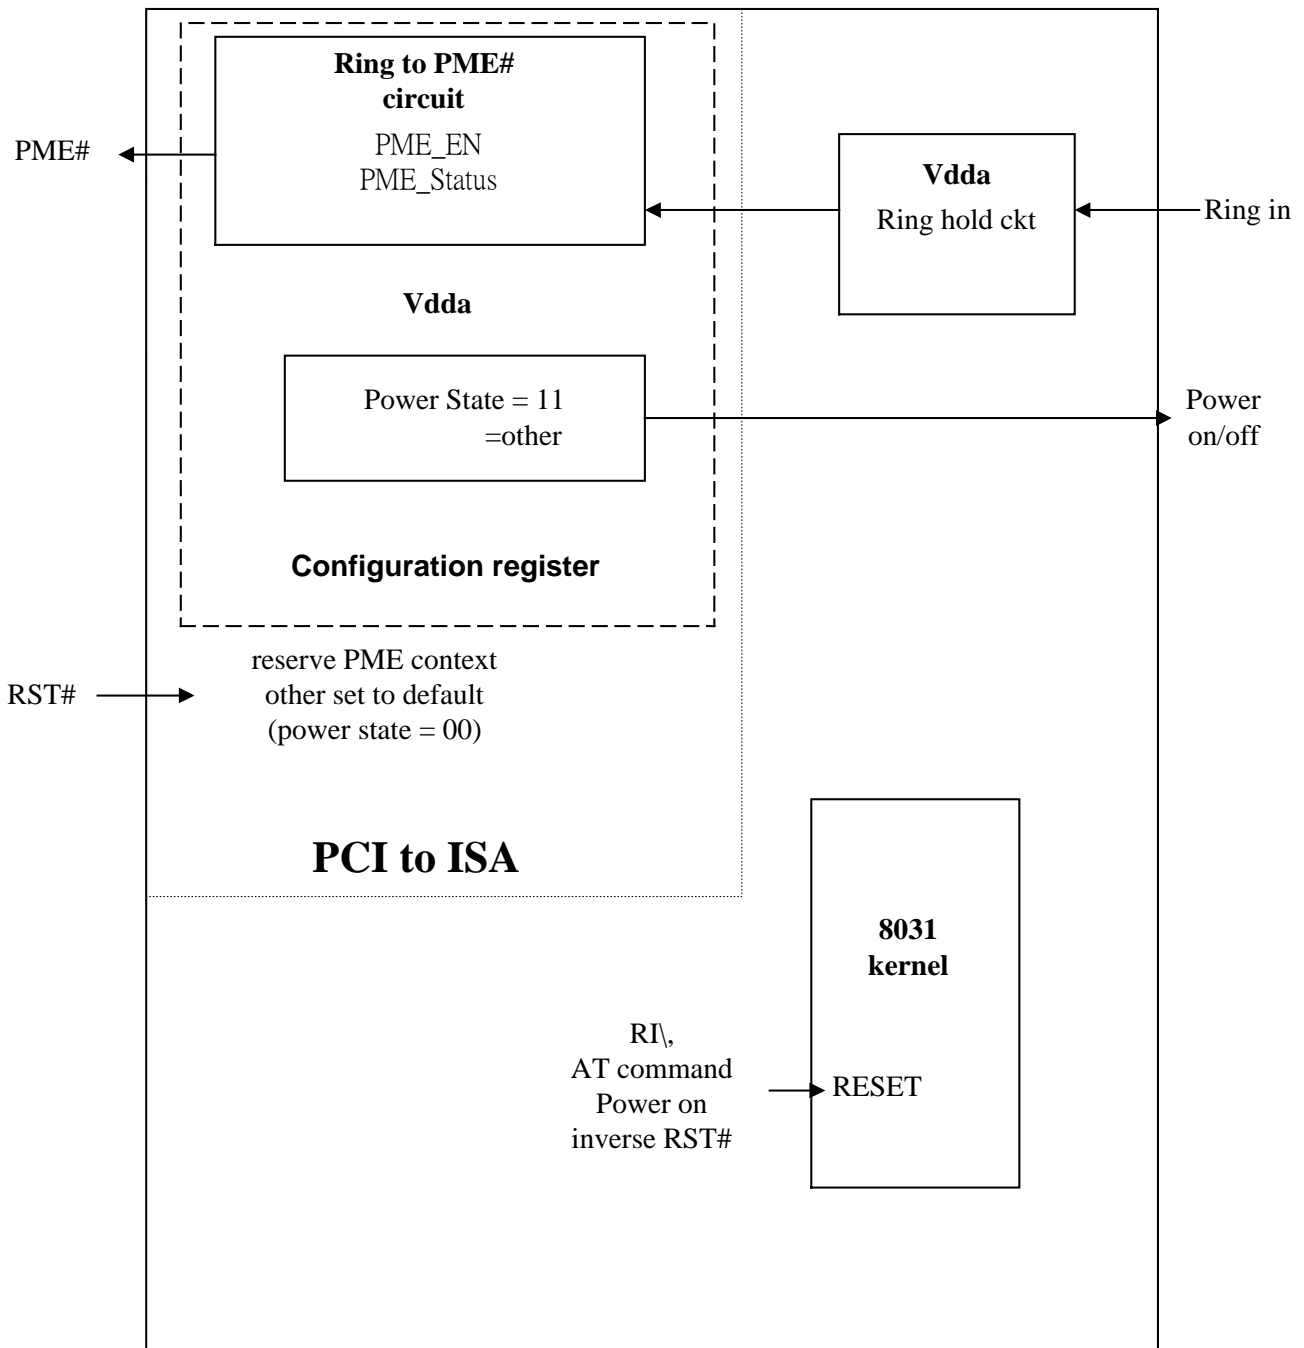 Ring to PME#
circuit
PME_EN
PME_Status
PME#
Vdda
Ring hold ckt
Ring in
Vdda
Power State = 11
=other
Power
on/off
Configuration register
reserve PME context
other set to default
(power state = 00)
RST#
PCI to ISA
8031
kernel
RI\,
AT command
Power on
inverse RST#
RESET